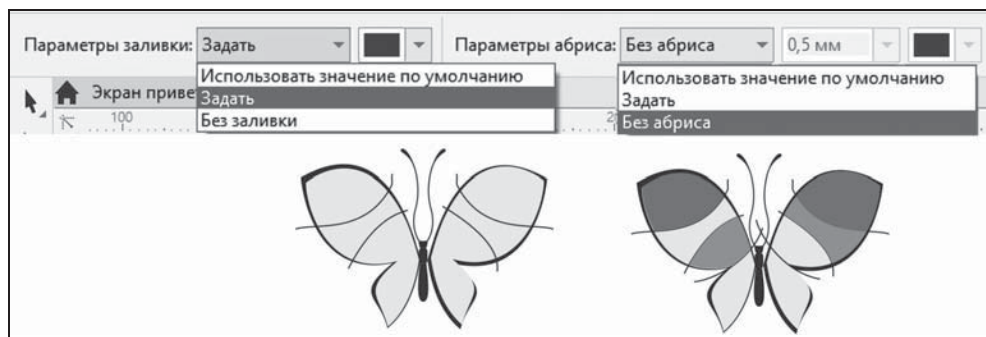 Параметры заливки: Задать Параметры абриса: Без абриса 0,5 мм
Использовать значение по умолчанию
Задать
Без заливки
Использовать значение по умолчанию
Задать
Без абриса
Экран приве
100